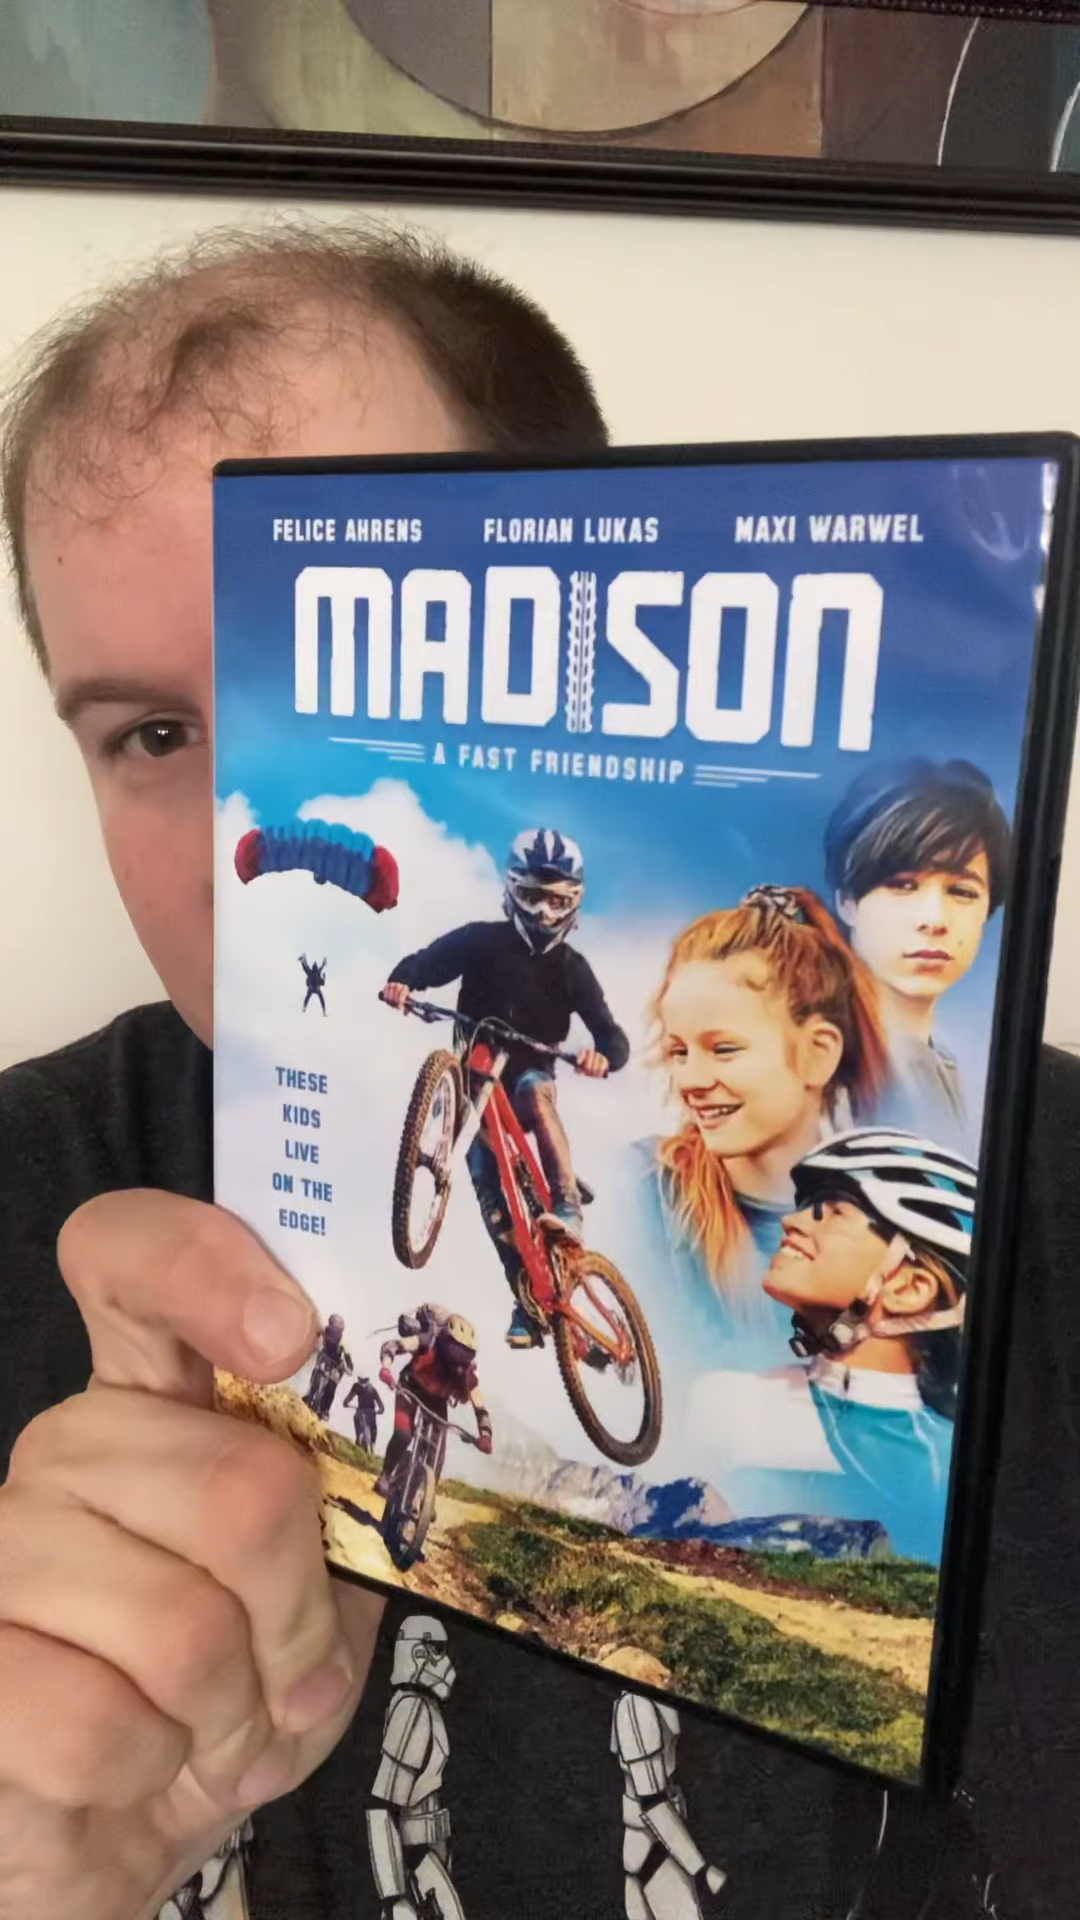 FELICE AHRENS FLORIAN LUKAS MAXI WARWEL
MADISON
A FAST FRIENDSHIP
THESE
KIDS
LIVE
ON THE
EDGE!